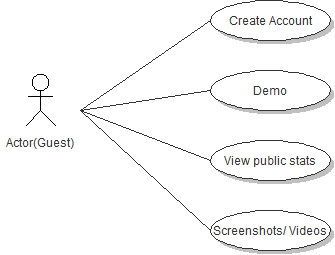 Create Account
Demo
Actor(Guest)
View public stats
Screenshots/ Videos